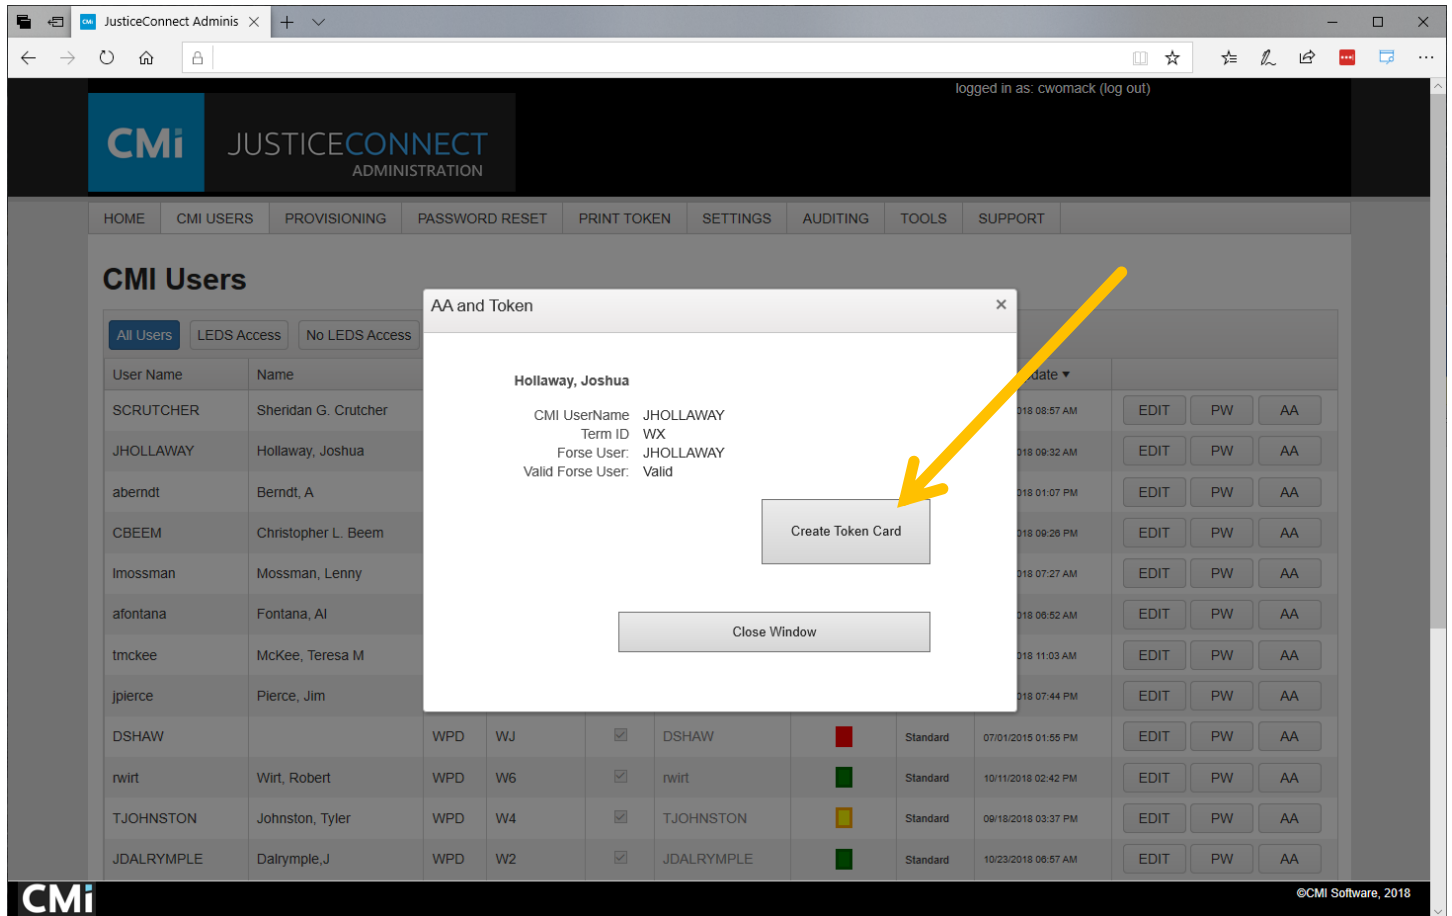 JusticeConnect Adminis
logged in as: cwomack (log out)
CMi JUSTICECONNECT
ADMINISTRATION
HOME CMI USERS PROVISIONING PASSWORD RESET PRINT TOKEN SETTINGS AUDITING TOOLS SUPPORT
CMI Users
AA and Token
All Users LEDS Access No LEDS Access
User Name Name date
Hollaway, Joshua
CMI UserName JHOLLAWAY
Term ID WX
Forse User: JHOLLAWAY
Valid Forse User: Valid
Create Token Card
Close Window
SCRUTCHER Sheridan G. Crutcher 018 08:57 AM EDIT PW AA
JHOLLAWAY Hollaway, Joshua 018 09:32 AM EDIT PW AA
aberndt Berndt, A 018 01:07 PM EDIT PW AA
CBEEM Christopher L. Beem 018 09:26 PM EDIT PW AA
lmossman Mossman, Lenny 018 07:27 AM EDIT PW AA
afontana Fontana, Al 018 06:52 AM EDIT PW AA
tmckee McKee, Teresa M 018 11:03 AM EDIT PW AA
jpierce Pierce, Jim 018 07:44 PM EDIT PW AA
DSHAW WPD WJ DSHAW Standard 07/01/2015 01:55 PM EDIT PW AA
rwirt Wirt, Robert WPD W6 rwirt Standard 10/11/2018 02:42 PM EDIT PW AA
TJOHNSTON Johnston, Tyler WPD W4 TJOHNSTON Standard 09/18/2018 03:37 PM EDIT PW AA
JDALRYMPLE Dalrymple,J WPD W2 JDALRYMPLE Standard 10/23/2018 06:57 AM EDIT PW AA
CMi ©CMI Software, 2018